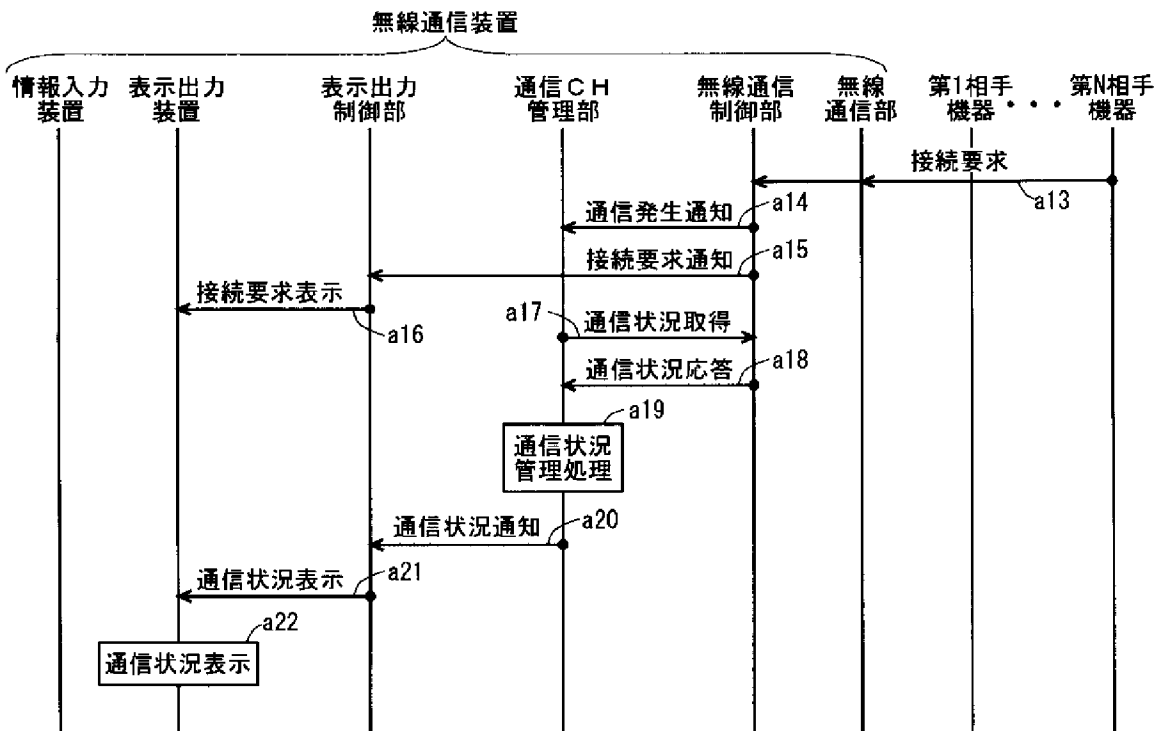 無線通信装置
情報入力
装置
表示出力
装置
表示出力
制御部
通信CH
管理部
無線通信
制御部
無線
通信部
第1相手
機器
・・・
第N相手
機器
接続要求
a13
通信発生通知
a14
接続要求通知
a15
接続要求表示
a16
a17
通信状況取得
通信状況応答
a18
a19
通信状況
管理処理
通信状況通知
a20
通信状況表示
a21
a22
通信状況表示